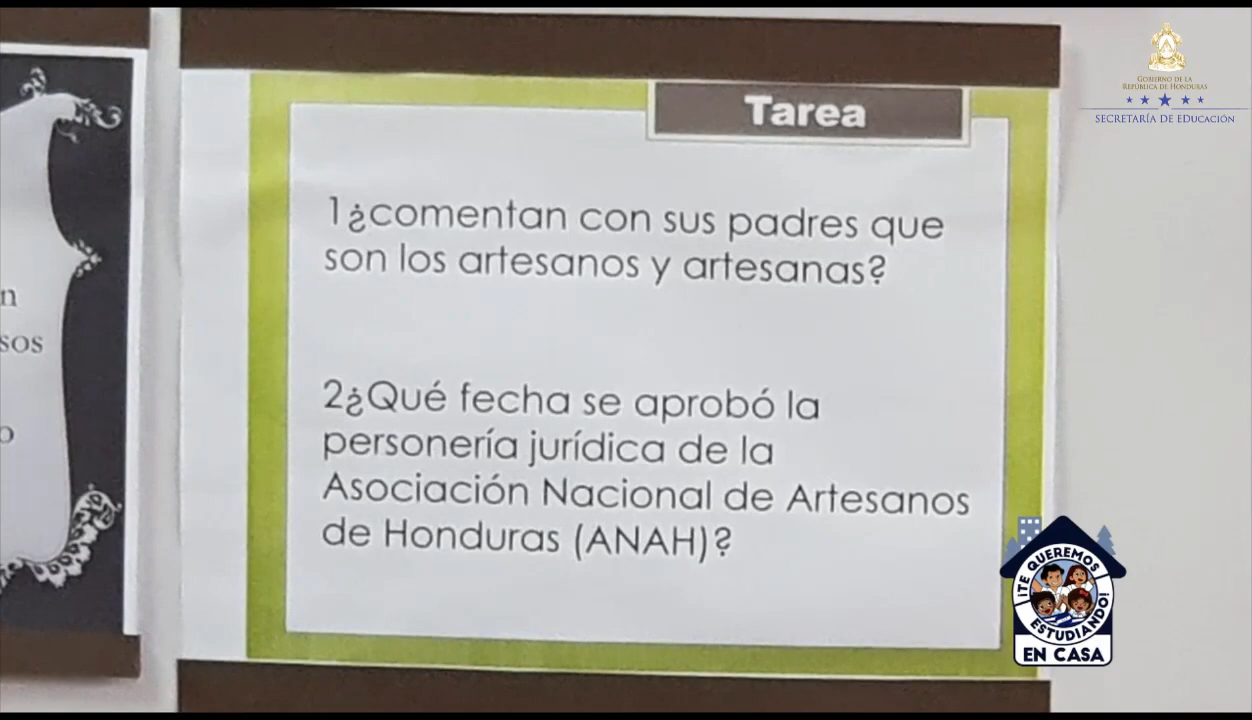 GOBIERNO DE LA
REPÚBLICA DE HONDURAS
SECRETARÍA DE EDUCACIÓN
Tarea
1¿comentan con sus padres que
son los artesanos y artesanas?
2¿Qué fecha se aprobó la
personería jurídica de la
Asociación Nacional de Artesanos
de Honduras (ANAH)?
n
sos
o
¡TE QUEREMOS
ESTUDIANDO!
EN CASA